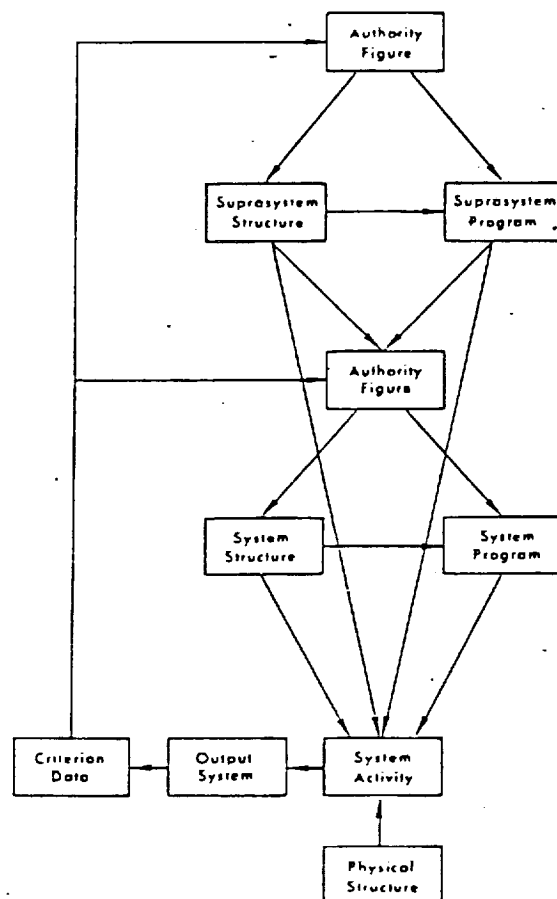 Authority
Figure
Suprasystem
Structure
Suprasystem
Program
Authority
Figure
System
Structure
System
Program
Criterion
Data
Output
System
System
Activity
Physical
Structure